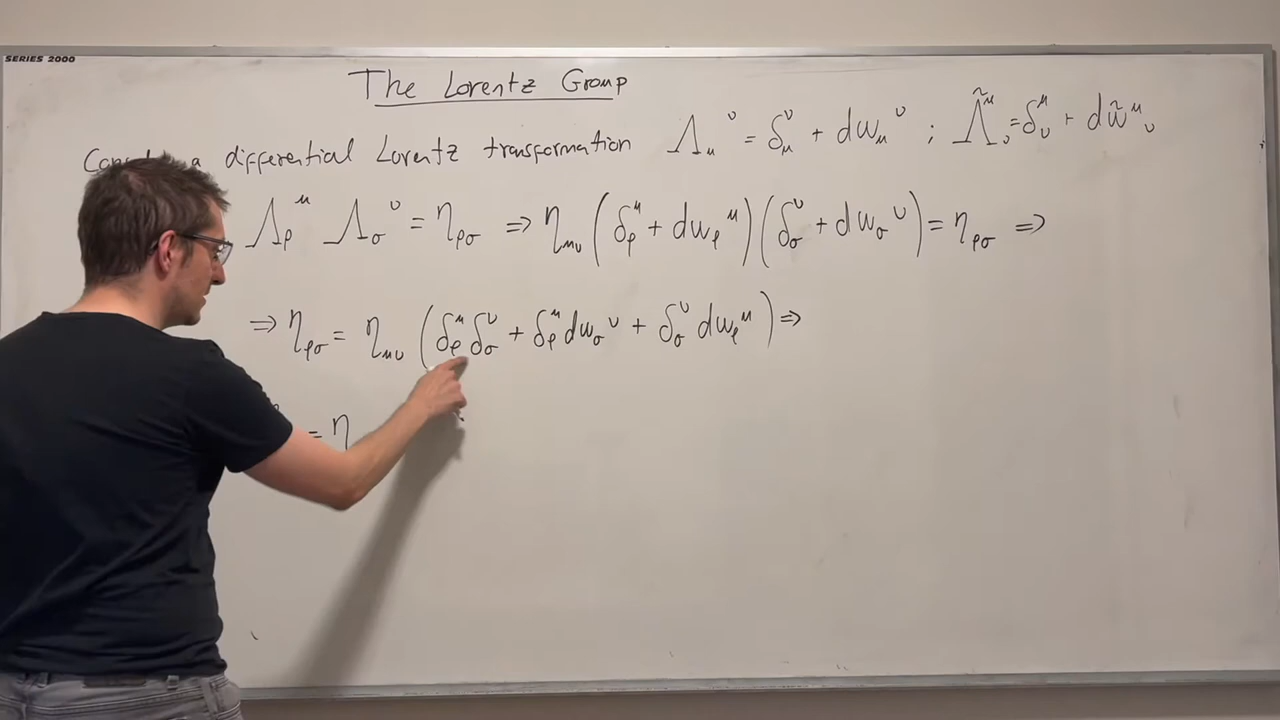 SERIES 2000
The Lorentz Group
a differential Lorentz transformation Λ_μ^ν = δ_μ^ν + dω_μ^ν ; Λ̃^μ_ν = δ^μ_ν + dω̃^μ_ν
Λ_ρ^μ Λ_σ^ν = η_ρσ ⇒ η_μν (δ_ρ^μ + dω_ρ^μ)(δ_σ^ν + dω_σ^ν) = η_ρσ ⇒
⇒ η_ρσ = η_μν (δ_ρ^μ δ_σ^ν + δ_ρ^μ dω_σ^ν + δ_σ^ν dω_ρ^μ) ⇒
= η